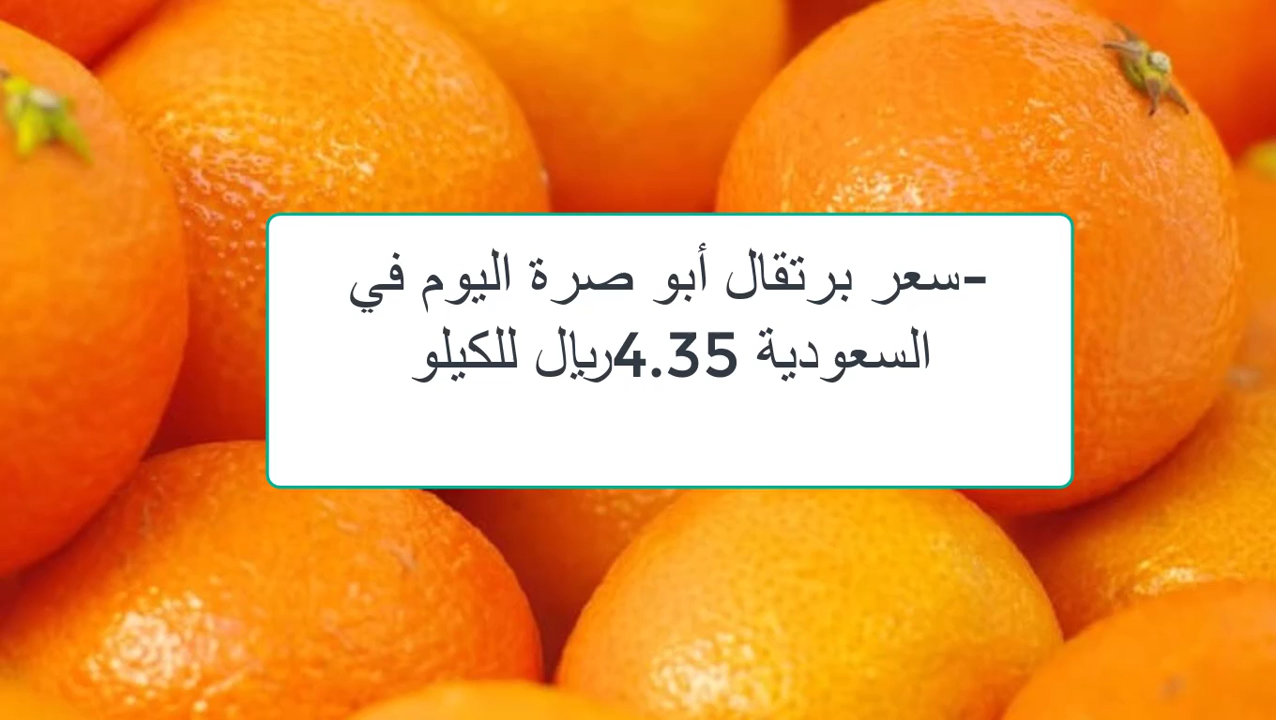 -سعر برتقال أبو صرة اليوم في
السعودية 4.35ريال للكيلو